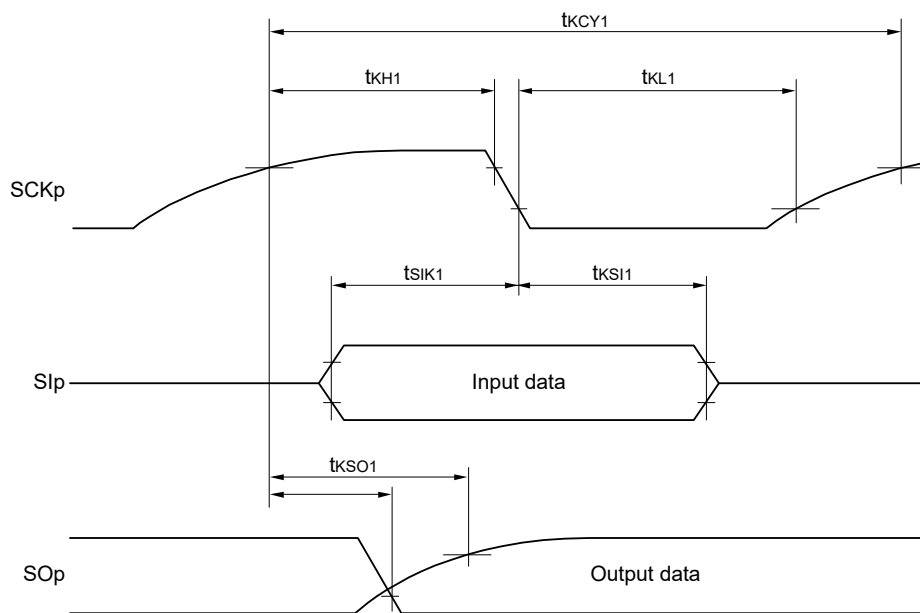 tKCY1
tKH1
tKL1
SCKp
tSIK1
tKSI1
SIp
Input data
tKSO1
SOp
Output data